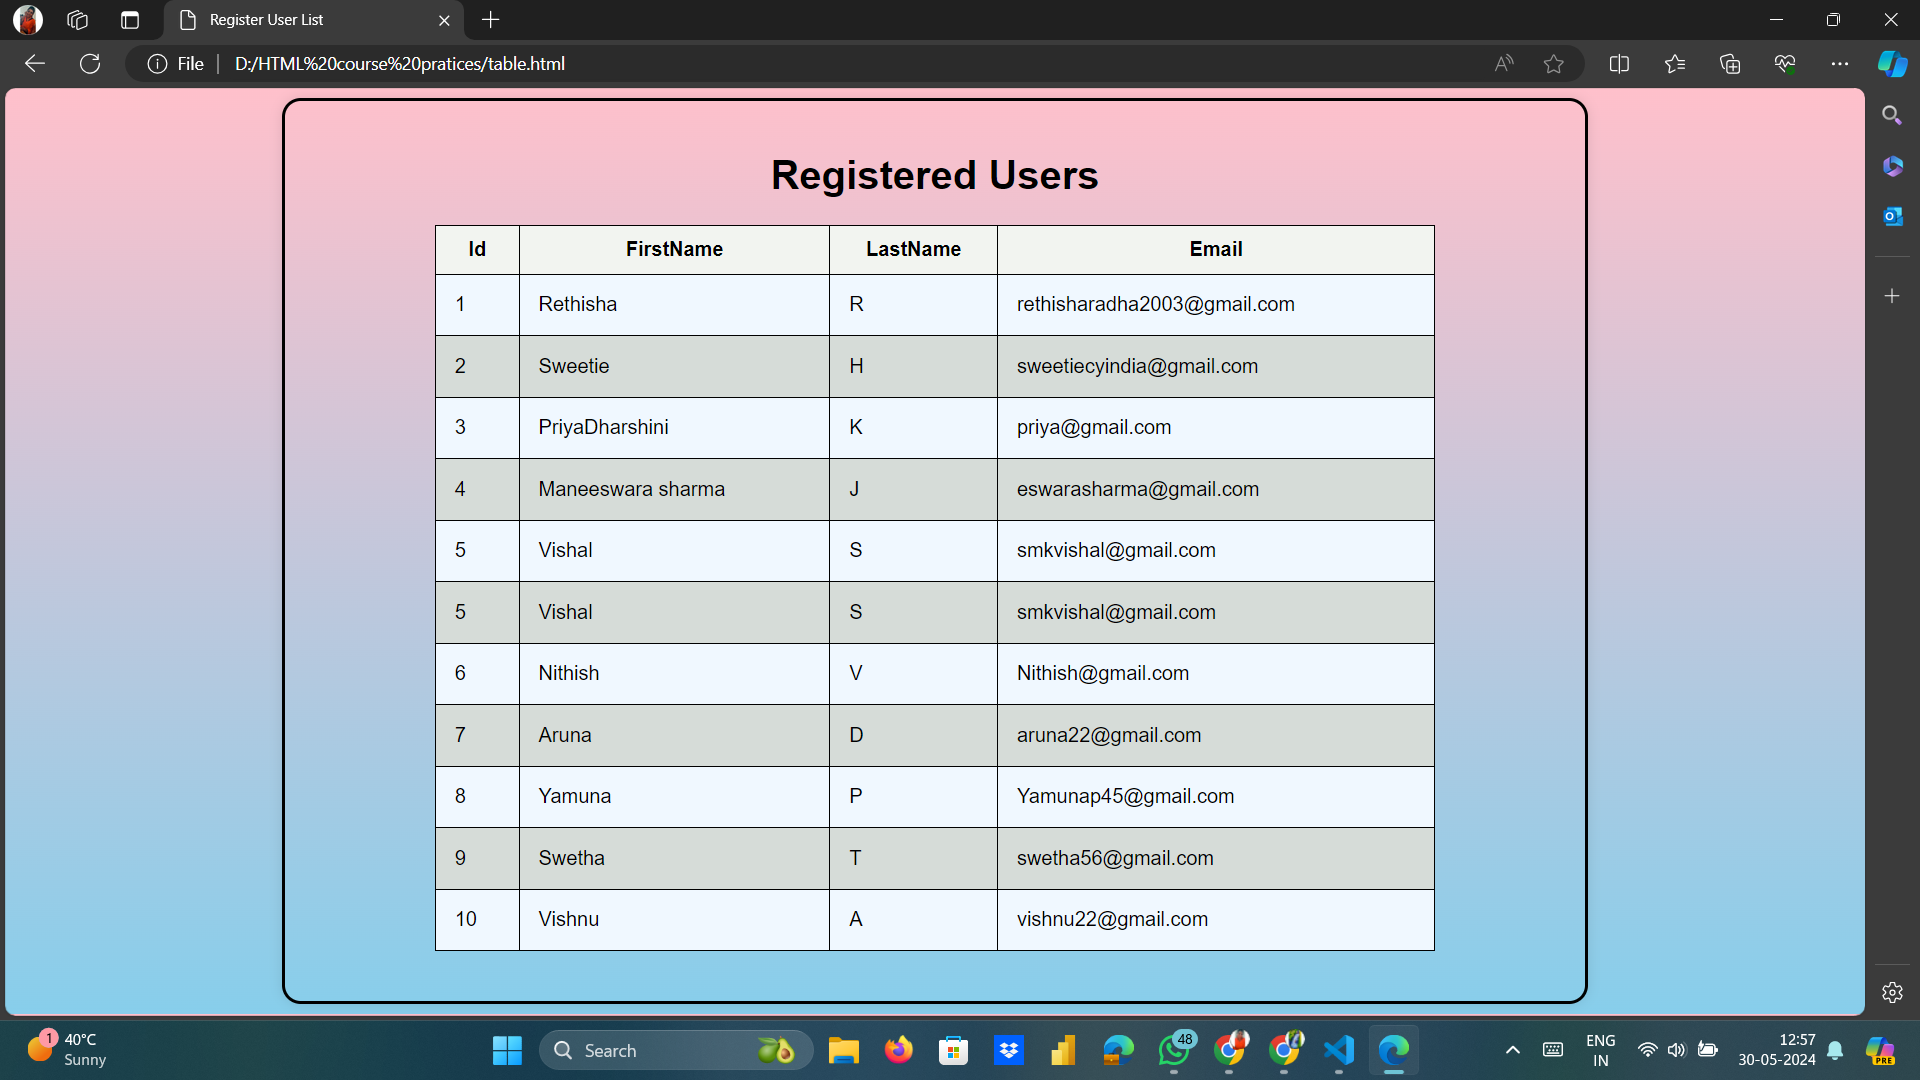 Register User List
File
D:/HTML%20course%20pratices/table.html
Registered Users
Id FirstName LastName Email
1 Rethisha R rethisharadha2003@gmail.com
2 Sweetie H sweetiecyindia@gmail.com
3 PriyaDharshini K priya@gmail.com
4 Maneeswara sharma J eswarasharma@gmail.com
5 Vishal S smkvishal@gmail.com
5 Vishal S smkvishal@gmail.com
6 Nithish V Nithish@gmail.com
7 Aruna D aruna22@gmail.com
8 Yamuna P Yamunap45@gmail.com
9 Swetha T swetha56@gmail.com
10 Vishnu A vishnu22@gmail.com
1
40°C
Sunny
Search
48
ENG
IN
12:57
30-05-2024
PRE